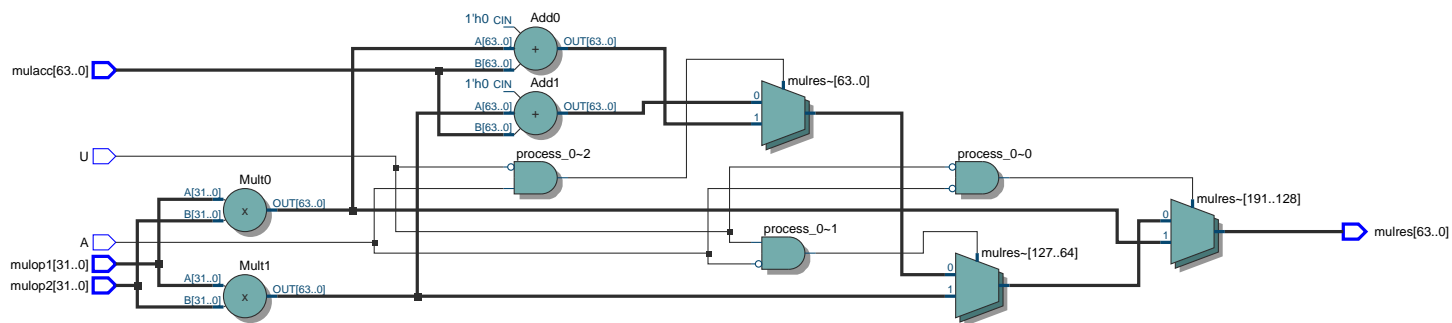 Add0
1'h0 CIN
A[63..0]
OUT[63..0]
+
B[63..0]
mulacc[63..0]
Add1
1'h0 CIN
mulres~[63..0]
A[63..0]
OUT[63..0]
0
+
1
B[63..0]
U
process_0~2
process_0~0
Mult0
A[31..0]
OUT[63..0]
x
B[31..0]
mulres~[191..128]
0
1
mulres[63..0]
A
process_0~1
mulop1[31..0]
Mult1
mulres~[127..64]
A[31..0]
0
mulop2[31..0]
OUT[63..0]
x
1
B[31..0]